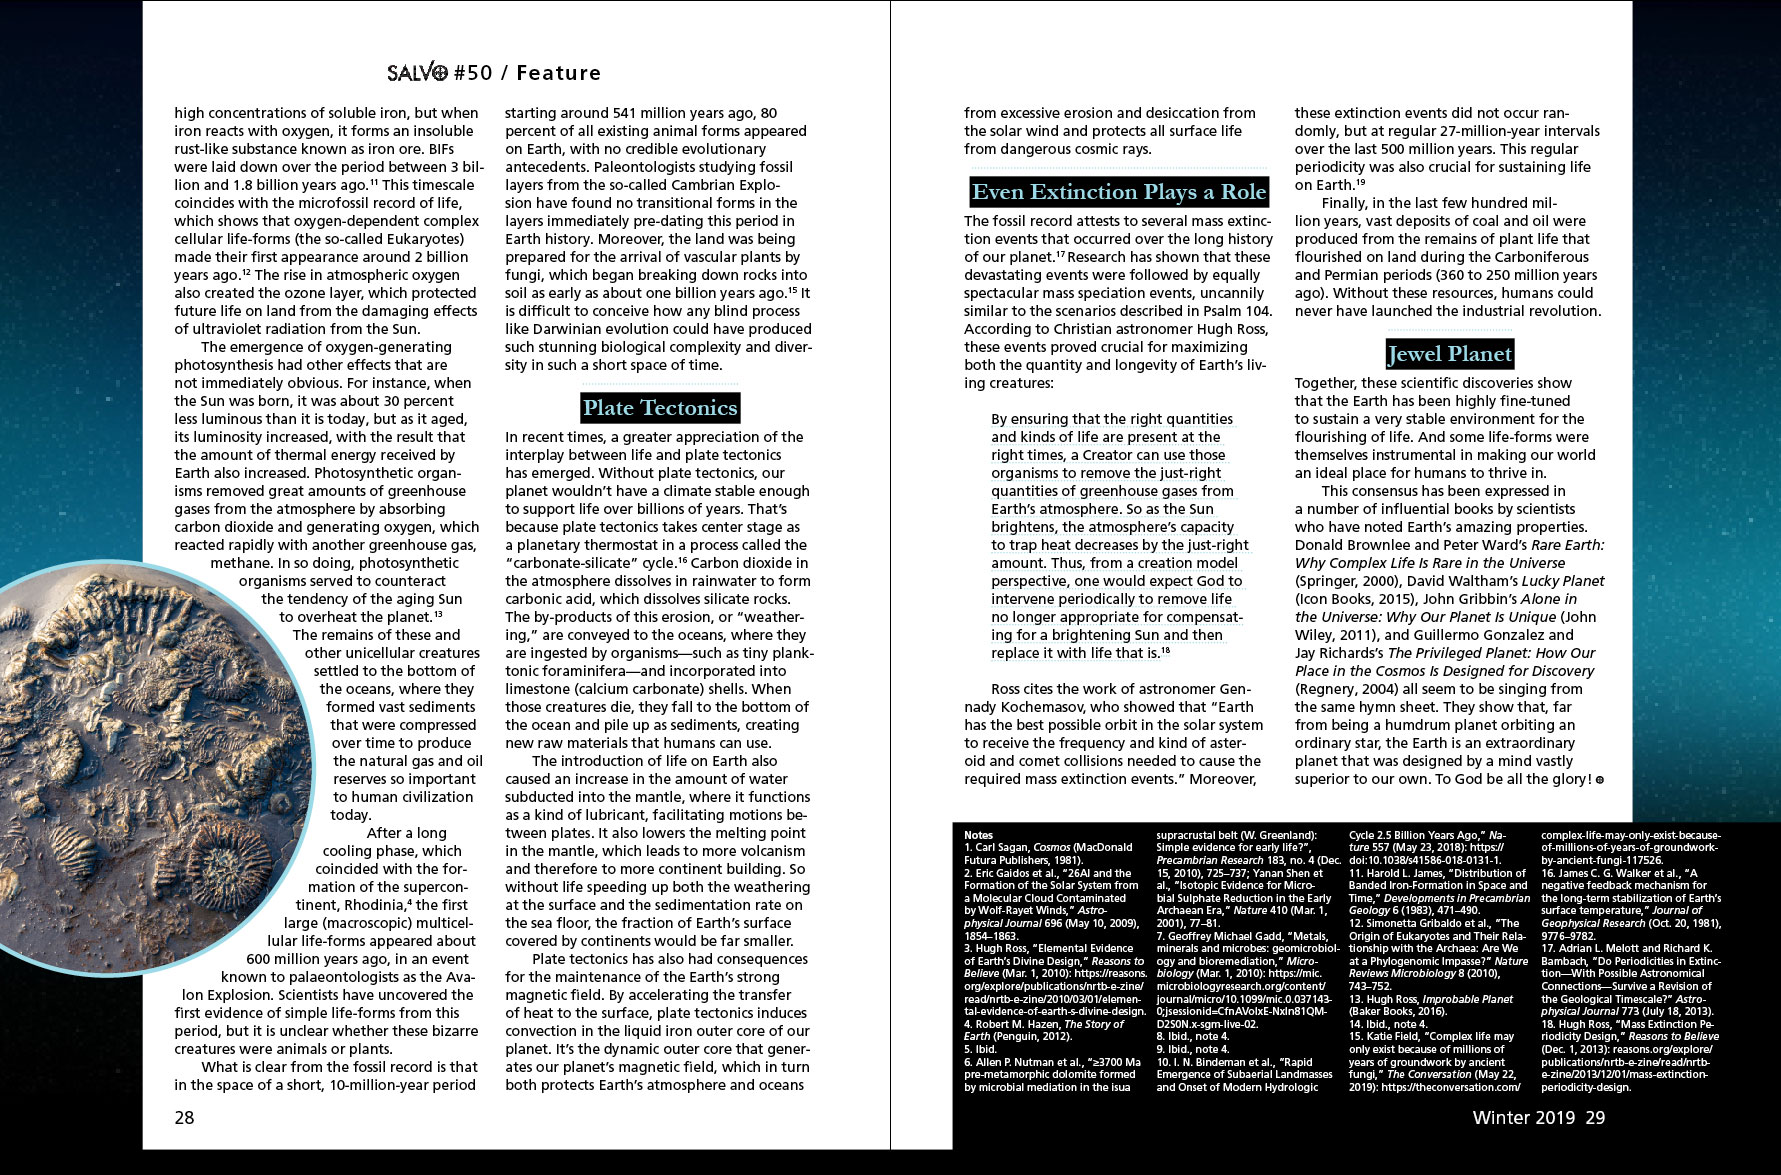 SALVO #50 / Feature
high concentrations of soluble iron, but when
iron reacts with oxygen, it forms an insoluble
rust-like substance known as iron ore. BIFs
were laid down over the period between 3 bil-
lion and 1.8 billion years ago.¹¹ This timescale
coincides with the microfossil record of life,
which shows that oxygen-dependent complex
cellular life-forms (the so-called Eukaryotes)
made their first appearance around 2 billion
years ago.¹² The rise in atmospheric oxygen
also created the ozone layer, which protected
future life on land from the damaging effects
of ultraviolet radiation from the Sun.
The emergence of oxygen-generating
photosynthesis had other effects that are
not immediately obvious. For instance, when
the Sun was born, it was about 30 percent
less luminous than it is today, but as it aged,
its luminosity increased, with the result that
the amount of thermal energy received by
Earth also increased. Photosynthetic organ-
isms removed great amounts of greenhouse
gases from the atmosphere by absorbing
carbon dioxide and generating oxygen, which
reacted rapidly with another greenhouse gas,
methane. In so doing, photosynthetic
organisms served to counteract
the tendency of the aging Sun
to overheat the planet.¹³
The remains of these and
other unicellular creatures
settled to the bottom of
the oceans, where they
formed vast sediments
that were compressed
over time to produce
the natural gas and oil
reserves so important
to human civilization
today.
After a long
cooling phase, which
coincided with the for-
mation of the supercon-
tinent, Rhodinia,⁴ the first
large (macroscopic) multicel-
lular life-forms appeared about
600 million years ago, in an event
known to palaeontologists as the Ava-
lon Explosion. Scientists have uncovered the
first evidence of simple life-forms from this
period, but it is unclear whether these bizarre
creatures were animals or plants.
What is clear from the fossil record is that
in the space of a short, 10-million-year period
starting around 541 million years ago, 80
percent of all existing animal forms appeared
on Earth, with no credible evolutionary
antecedents. Paleontologists studying fossil
layers from the so-called Cambrian Explo-
sion have found no transitional forms in the
layers immediately pre-dating this period in
Earth history. Moreover, the land was being
prepared for the arrival of vascular plants by
fungi, which began breaking down rocks into
soil as early as about one billion years ago.¹⁵ It
is difficult to conceive how any blind process
like Darwinian evolution could have produced
such stunning biological complexity and diver-
sity in such a short space of time.
Plate Tectonics
In recent times, a greater appreciation of the
interplay between life and plate tectonics
has emerged. Without plate tectonics, our
planet wouldn't have a climate stable enough
to support life over billions of years. That's
because plate tectonics takes center stage as
a planetary thermostat in a process called the
"carbonate-silicate" cycle.¹⁶ Carbon dioxide in
the atmosphere dissolves in rainwater to form
carbonic acid, which dissolves silicate rocks.
The by-products of this erosion, or "weather-
ing," are conveyed to the oceans, where they
are ingested by organisms—such as tiny plank-
tonic foraminifera—and incorporated into
limestone (calcium carbonate) shells. When
those creatures die, they fall to the bottom of
the ocean and pile up as sediments, creating
new raw materials that humans can use.
The introduction of life on Earth also
caused an increase in the amount of water
subducted into the mantle, where it functions
as a kind of lubricant, facilitating motions be-
tween plates. It also lowers the melting point
in the mantle, which leads to more volcanism
and therefore to more continent building. So
without life speeding up both the weathering
at the surface and the sedimentation rate on
the sea floor, the fraction of Earth's surface
covered by continents would be far smaller.
Plate tectonics has also had consequences
for the maintenance of the Earth's strong
magnetic field. By accelerating the transfer
of heat to the surface, plate tectonics induces
convection in the liquid iron outer core of our
planet. It's the dynamic outer core that gener-
ates our planet's magnetic field, which in turn
both protects Earth's atmosphere and oceans
28
from excessive erosion and desiccation from
the solar wind and protects all surface life
from dangerous cosmic rays.
Even Extinction Plays a Role
The fossil record attests to several mass extinc-
tion events that occurred over the long history
of our planet.¹⁷ Research has shown that these
devastating events were followed by equally
spectacular mass speciation events, uncannily
similar to the scenarios described in Psalm 104.
According to Christian astronomer Hugh Ross,
these events proved crucial for maximizing
both the quantity and longevity of Earth's liv-
ing creatures:
By ensuring that the right quantities
and kinds of life are present at the
right times, a Creator can use those
organisms to remove the just-right
quantities of greenhouse gases from
Earth's atmosphere. So as the Sun
brightens, the atmosphere's capacity
to trap heat decreases by the just-right
amount. Thus, from a creation model
perspective, one would expect God to
intervene periodically to remove life
no longer appropriate for compensat-
ing for a brightening Sun and then
replace it with life that is.¹⁸
Ross cites the work of astronomer Gen-
nady Kochemasov, who showed that "Earth
has the best possible orbit in the solar system
to receive the frequency and kind of aster-
oid and comet collisions needed to cause the
required mass extinction events." Moreover,
these extinction events did not occur ran-
domly, but at regular 27-million-year intervals
over the last 500 million years. This regular
periodicity was also crucial for sustaining life
on Earth.¹⁹
Finally, in the last few hundred mil-
lion years, vast deposits of coal and oil were
produced from the remains of plant life that
flourished on land during the Carboniferous
and Permian periods (360 to 250 million years
ago). Without these resources, humans could
never have launched the industrial revolution.
Jewel Planet
Together, these scientific discoveries show
that the Earth has been highly fine-tuned
to sustain a very stable environment for the
flourishing of life. And some life-forms were
themselves instrumental in making our world
an ideal place for humans to thrive in.
This consensus has been expressed in
a number of influential books by scientists
who have noted Earth's amazing properties.
Donald Brownlee and Peter Ward's Rare Earth:
Why Complex Life Is Rare in the Universe
(Springer, 2000), David Waltham's Lucky Planet
(Icon Books, 2015), John Gribbin's Alone in
the Universe: Why Our Planet Is Unique (John
Wiley, 2011), and Guillermo Gonzalez and
Jay Richards's The Privileged Planet: How Our
Place in the Cosmos Is Designed for Discovery
(Regnery, 2004) all seem to be singing from
the same hymn sheet. They show that, far
from being a humdrum planet orbiting an
ordinary star, the Earth is an extraordinary
planet that was designed by a mind vastly
superior to our own. To God be all the glory!
Notes
1. Carl Sagan, Cosmos (MacDonald
Futura Publishers, 1981).
2. Eric Gaidos et al., "26Al and the
Formation of the Solar System from
a Molecular Cloud Contaminated
by Wolf-Rayet Winds," Astro-
physical Journal 696 (May 10, 2009),
1854–1863.
3. Hugh Ross, "Elemental Evidence
of Earth's Divine Design," Reasons to
Believe (Mar. 1, 2010): https://reasons.
org/explore/publications/nrtb-e-zine/
read/nrtb-e-zine/2010/03/01/elemen-
tal-evidence-of-earth-s-divine-design.
4. Robert M. Hazen, The Story of
Earth (Penguin, 2012).
5. Ibid.
6. Allen P. Nutman et al., "≥3700 Ma
pre-metamorphic dolomite formed
by microbial mediation in the isua
supracrustal belt (W. Greenland):
Simple evidence for early life?",
Precambrian Research 183, no. 4 (Dec.
15, 2010), 725–737; Yanan Shen et
al., "Isotopic Evidence for Micro-
bial Sulphate Reduction in the Early
Archaean Era," Nature 410 (Mar. 1,
2001), 77–81.
7. Geoffrey Michael Gadd, "Metals,
minerals and microbes: geomicrobiol-
ogy and bioremediation," Micro-
biology (Mar. 1, 2010): https://mic.
microbiologyresearch.org/content/
journal/micro/10.1099/mic.0.037143-
0;jsessionid=CfnAVolxE-NxIn81QM-
D2S0N.x-sgm-live-02.
8. Ibid., note 4.
9. Ibid., note 4.
10. I. N. Bindeman et al., "Rapid
Emergence of Subaerial Landmasses
and Onset of Modern Hydrologic
Cycle 2.5 Billion Years Ago," Na-
ture 557 (May 23, 2018): https://
doi:10.1038/s41586-018-0131-1.
11. Harold L. James, "Distribution of
Banded Iron-Formation in Space and
Time," Developments in Precambrian
Geology 6 (1983), 471–490.
12. Simonetta Gribaldo et al., "The
Origin of Eukaryotes and Their Rela-
tionship with the Archaea: Are We
at a Phylogenomic Impasse?" Nature
Reviews Microbiology 8 (2010),
743–752.
13. Hugh Ross, Improbable Planet
(Baker Books, 2016).
14. Ibid., note 4.
15. Katie Field, "Complex life may
only exist because of millions of
years of groundwork by ancient
fungi," The Conversation (May 22,
2019): https://theconversation.com/
complex-life-may-only-exist-because-
of-millions-of-years-of-groundwork-
by-ancient-fungi-117526.
16. James C. G. Walker et al., "A
negative feedback mechanism for
the long-term stabilization of Earth's
surface temperature," Journal of
Geophysical Research (Oct. 20, 1981),
9776–9782.
17. Adrian L. Melott and Richard K.
Bambach, "Do Periodicities in Extinc-
tion—With Possible Astronomical
Connections—Survive a Revision of
the Geological Timescale?" Astro-
physical Journal 773 (July 18, 2013).
18. Hugh Ross, "Mass Extinction Pe-
riodicity Design," Reasons to Believe
(Dec. 1, 2013): reasons.org/explore/
publications/nrtb-e-zine/read/nrtb-
e-zine/2013/12/01/mass-extinction-
periodicity-design.
Winter 2019 29